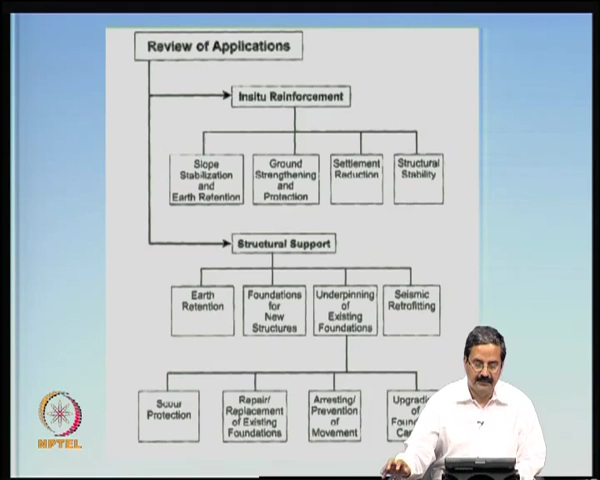 Review of Applications
Insitu Reinforcement
Slope
Stabilization
and
Earth Retention
Ground
Strengthening
and
Protection
Settlement
Reduction
Structural
Stability
Structural Support
Earth
Retention
Foundations
for
New
Structures
Underpinning
of
Existing
Foundations
Seismic
Retrofitting
Scour
Protection
Repair/
Replacement
of Existing
Foundations
Arresting/
Prevention
of
Movement
of
NPTEL